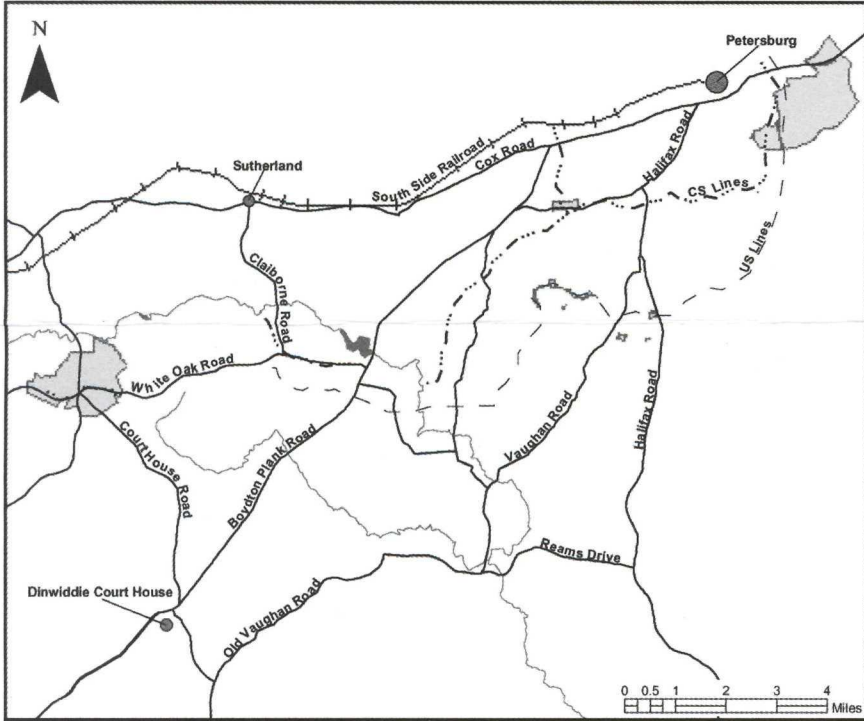 N
Petersburg
Sutherland
South Side Railroad
Cox Road
Halifax Road
CS Lines
US Lines
Claiborne Road
White Oak Road
Court House Road
Boydton Plank Road
Vaughan Road
Halifax Road
Reams Drive
Dinwiddie Court House
Old Vaughan Road
0 0.5 1 2 3 4
Miles